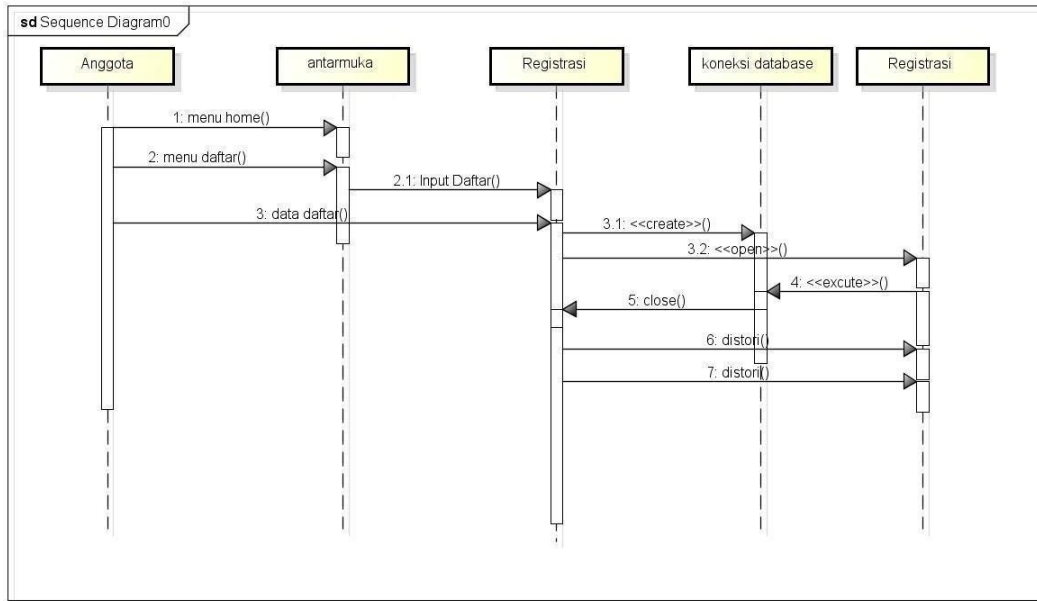 sd Sequence Diagram0
Anggota
antarmuka
Registrasi
koneksi database
Registrasi
1: menu home()
2: menu daftar()
2.1: Input Daftar()
3: data daftar()
3.1: <<create>>()
3.2: <<open>>()
4: <<excute>>()
5: close()
6: distori()
7: distori()